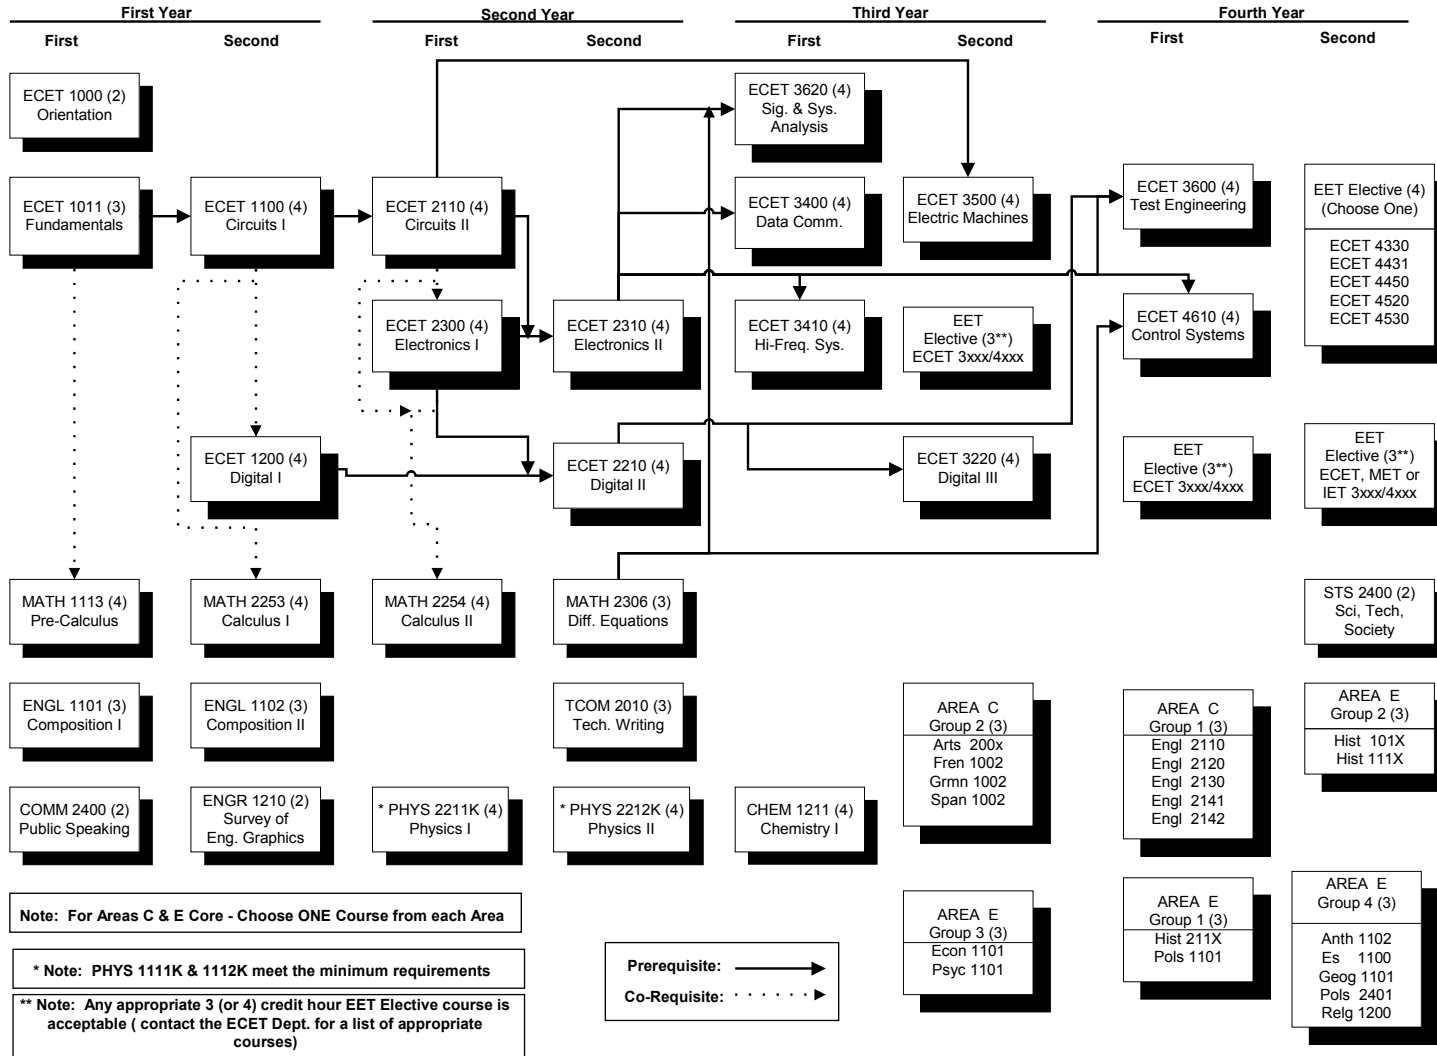 First Year
Second Year
Third Year
Fourth Year
First
Second
First
Second
First
Second
First
Second
ECET 1000 (2)
Orientation
ECET 3620 (4)
Sig. & Sys.
Analysis
ECET 1011 (3)
Fundamentals
ECET 1100 (4)
Circuits I
ECET 2110 (4)
Circuits II
ECET 3400 (4)
Data Comm.
ECET 3500 (4)
Electric Machines
ECET 3600 (4)
Test Engineering
EET Elective (4)
(Choose One)
ECET 4330
ECET 4431
ECET 4450
ECET 4520
ECET 4530
ECET 2300 (4)
Electronics I
ECET 2310 (4)
Electronics II
ECET 3410 (4)
Hi-Freq. Sys.
EET
Elective (3**)
ECET 3xxx/4xxx
ECET 4610 (4)
Control Systems
ECET 1200 (4)
Digital I
ECET 2210 (4)
Digital II
ECET 3220 (4)
Digital III
EET
Elective (3**)
ECET 3xxx/4xxx
EET
Elective (3**)
ECET, MET or
IET 3xxx/4xxx
MATH 1113 (4)
Pre-Calculus
MATH 2253 (4)
Calculus I
MATH 2254 (4)
Calculus II
MATH 2306 (3)
Diff. Equations
STS 2400 (2)
Sci, Tech,
Society
ENGL 1101 (3)
Composition I
ENGL 1102 (3)
Composition II
TCOM 2010 (3)
Tech. Writing
AREA C
Group 2 (3)
Arts 200x
Fren 1002
Grmn 1002
Span 1002
AREA C
Group 1 (3)
Engl 2110
Engl 2120
Engl 2130
Engl 2141
Engl 2142
AREA E
Group 2 (3)
Hist 101X
Hist 111X
COMM 2400 (2)
Public Speaking
ENGR 1210 (2)
Survey of
Eng. Graphics
* PHYS 2211K (4)
Physics I
* PHYS 2212K (4)
Physics II
CHEM 1211 (4)
Chemistry I
AREA E
Group 3 (3)
Econ 1101
Psyc 1101
AREA E
Group 1 (3)
Hist 211X
Pols 1101
AREA E
Group 4 (3)
Anth 1102
Es 1100
Geog 1101
Pols 2401
Relg 1200
Note: For Areas C & E Core - Choose ONE Course from each Area
* Note: PHYS 1111K & 1112K meet the minimum requirements
** Note: Any appropriate 3 (or 4) credit hour EET Elective course is
acceptable ( contact the ECET Dept. for a list of appropriate
courses)
Prerequisite:
Co-Requisite: